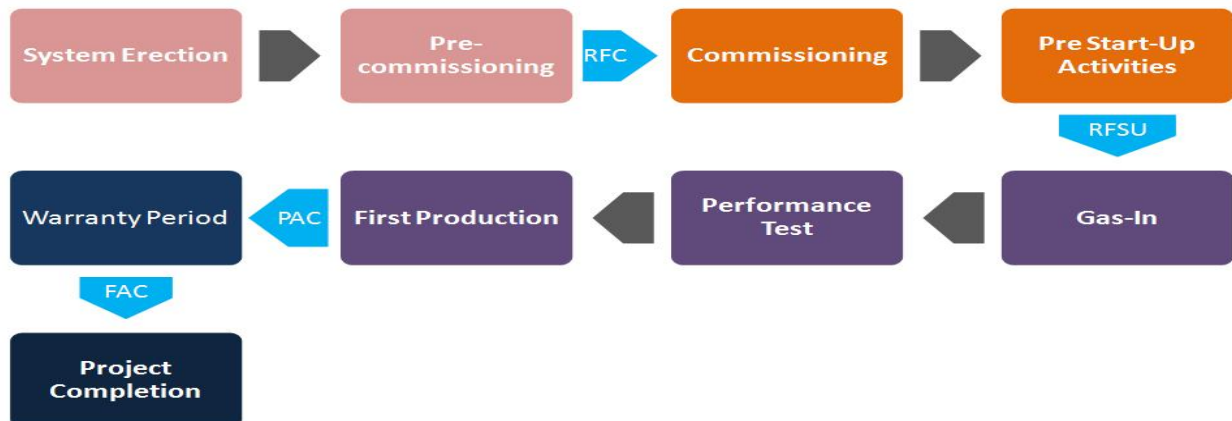 System Erection
Pre-
commissioning
RFC
Commissioning
Pre Start-Up
Activities
RFSU
Gas-In
Performance
Test
First Production
PAC
Warranty Period
FAC
Project
Completion